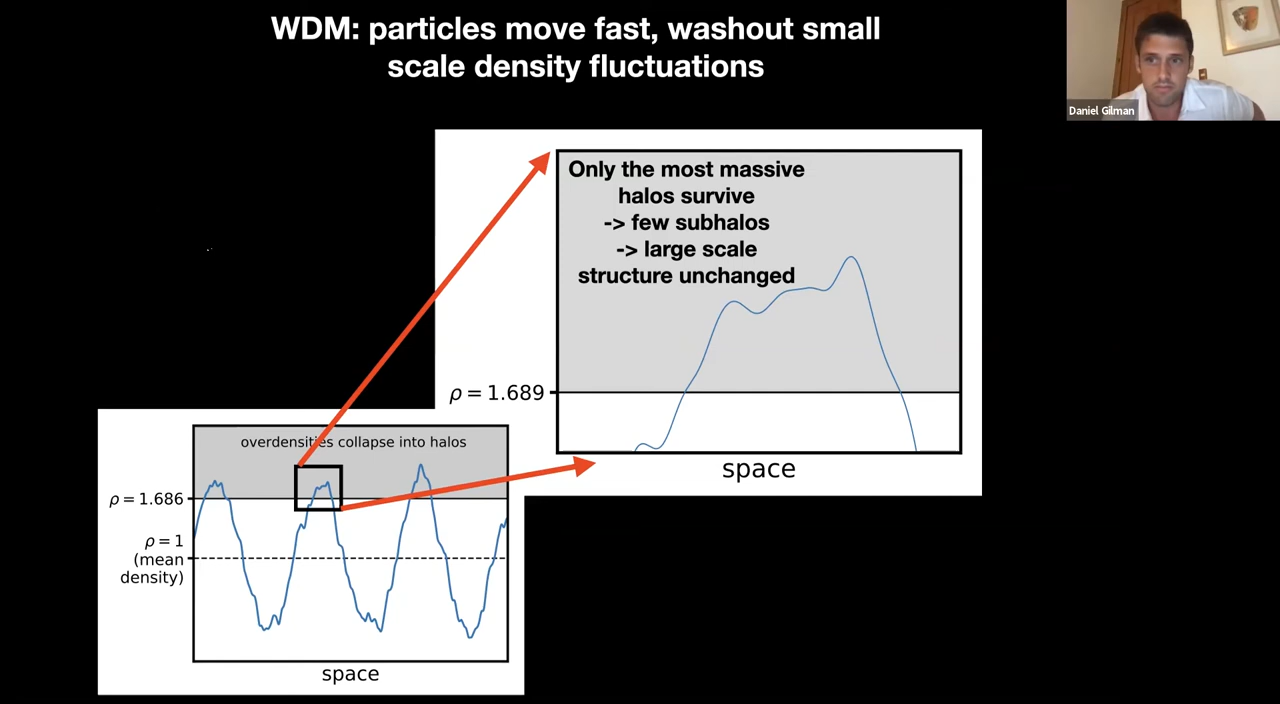 WDM: particles move fast, washout small
scale density fluctuations
Daniel Gilman
Only the most massive
halos survive
-> few subhalos
-> large scale
structure unchanged
ρ = 1.689
space
overdensities collapse into halos
ρ = 1.686
ρ = 1
(mean
density)
space